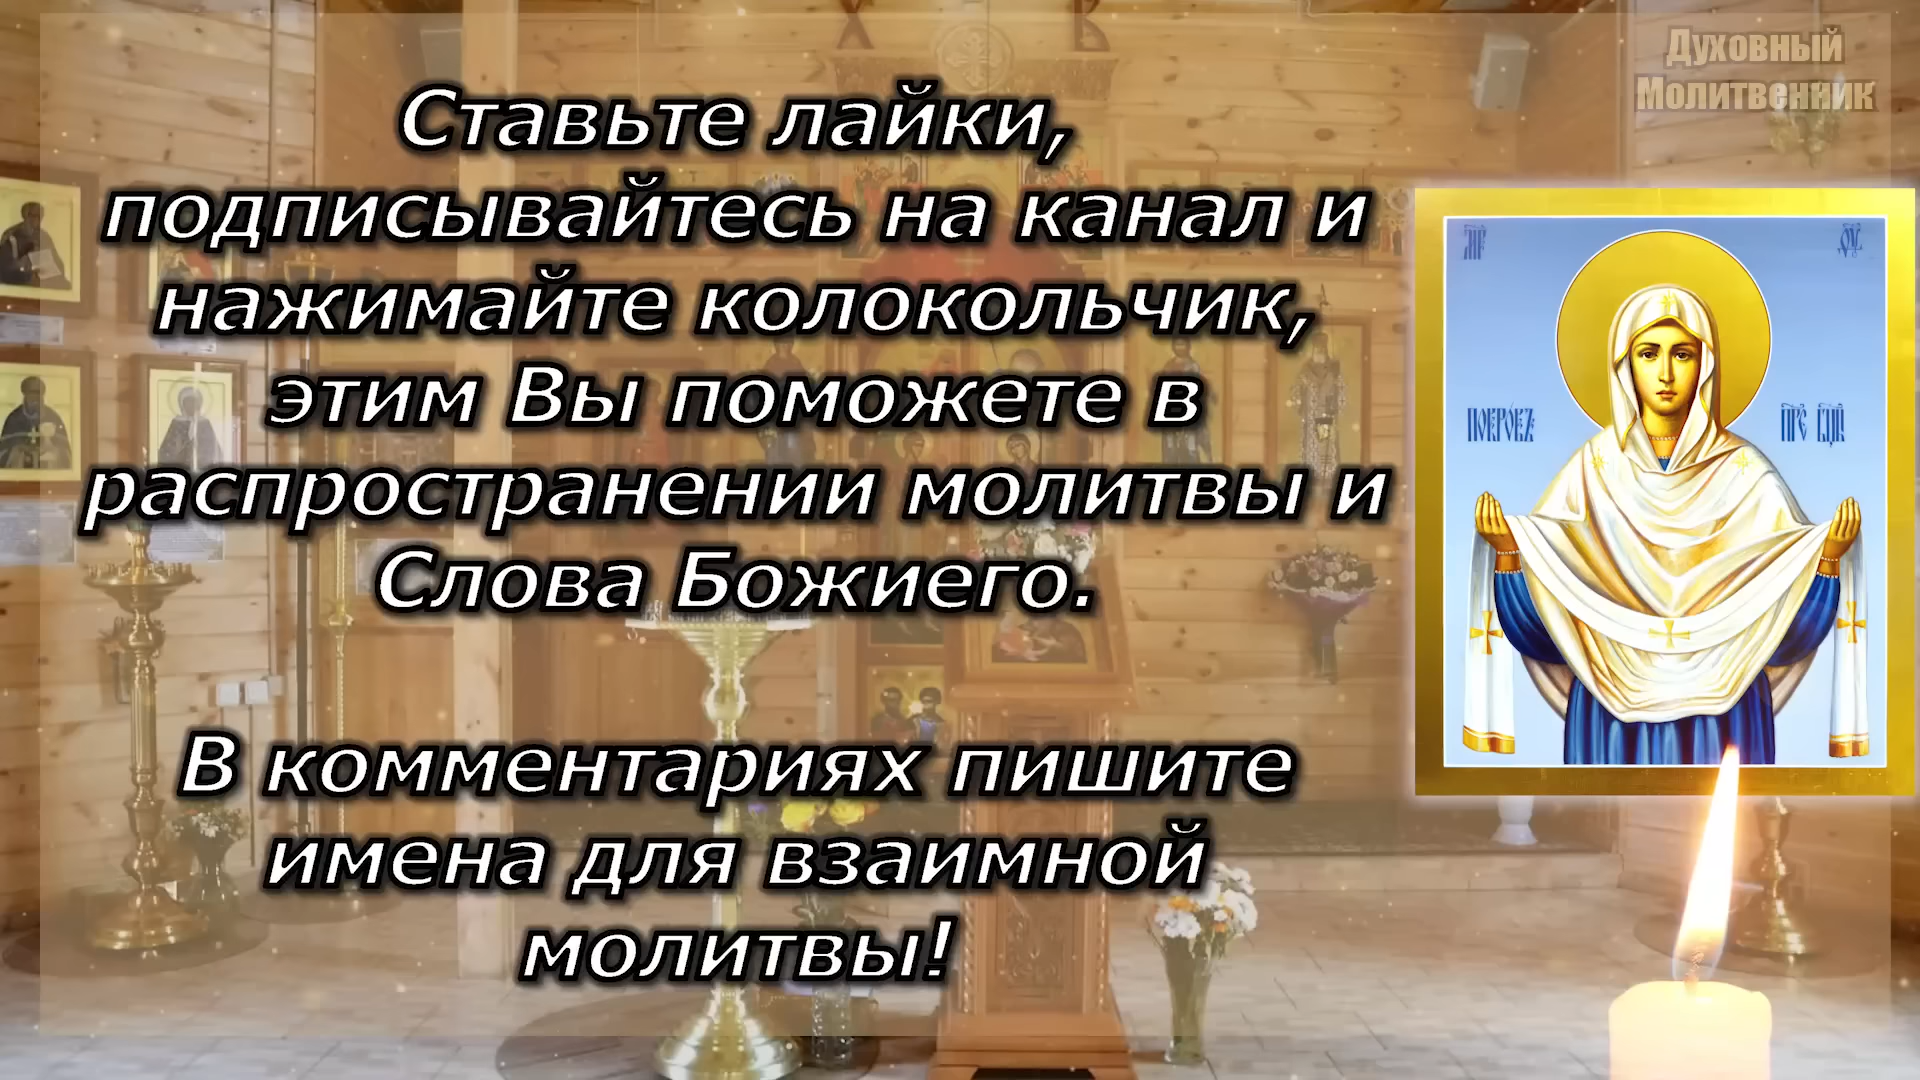 Духовный
Молитвенник
Ставьте лайки,
подписывайтесь на канал и
нажимайте колокольчик,
этим Вы поможете в
распространении молитвы и
Слова Божиего.
В комментариях пишите
имена для взаимной
молитвы!